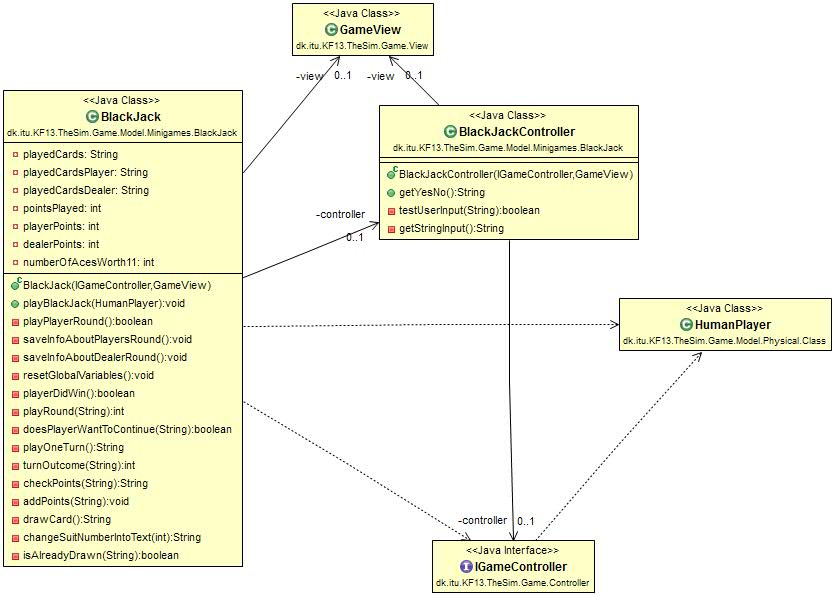 <<Java Class>>
GameView
dk.itu.KF13.TheSim.Game.View
-view 0..1
-view 0..1
<<Java Class>>
BlackJack
dk.itu.KF13.TheSim.Game.Model.Minigames.BlackJack
playedCards: String
playedCardsPlayer: String
playedCardsDealer: String
pointsPlayed: int
playerPoints: int
dealerPoints: int
numberOfAcesWorth11: int
BlackJack(IGameController,GameView)
playBlackJack(HumanPlayer):void
playPlayerRound():boolean
saveInfoAboutPlayersRound():void
saveInfoAboutDealerRound():void
resetGlobalVariables():void
playerDidWin():boolean
playRound(String):int
doesPlayerWantToContinue(String):boolean
playOneTurn():String
turnOutcome(String):int
checkPoints(String):String
addPoints(String):void
drawCard():String
changeSuitNumberIntoText(int):String
isAlreadyDrawn(String):boolean
<<Java Class>>
BlackJackController
dk.itu.KF13.TheSim.Game.Model.Minigames.BlackJack
BlackJackController(IGameController,GameView)
getYesNo():String
testUserInput(String):boolean
getStringInput():String
-controller
0..1
<<Java Class>>
HumanPlayer
dk.itu.KF13.TheSim.Game.Model.Physical.Class
-controller 0..1
<<Java Interface>>
IGameController
dk.itu.KF13.TheSim.Game.Controller